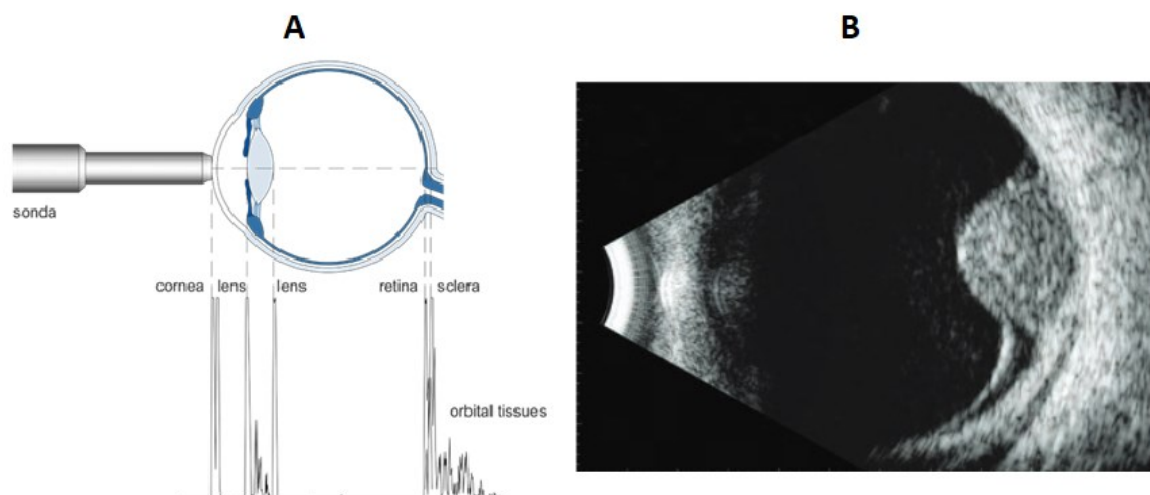 A
B
sonda
cornea lens lens retina sclera
orbital tissues